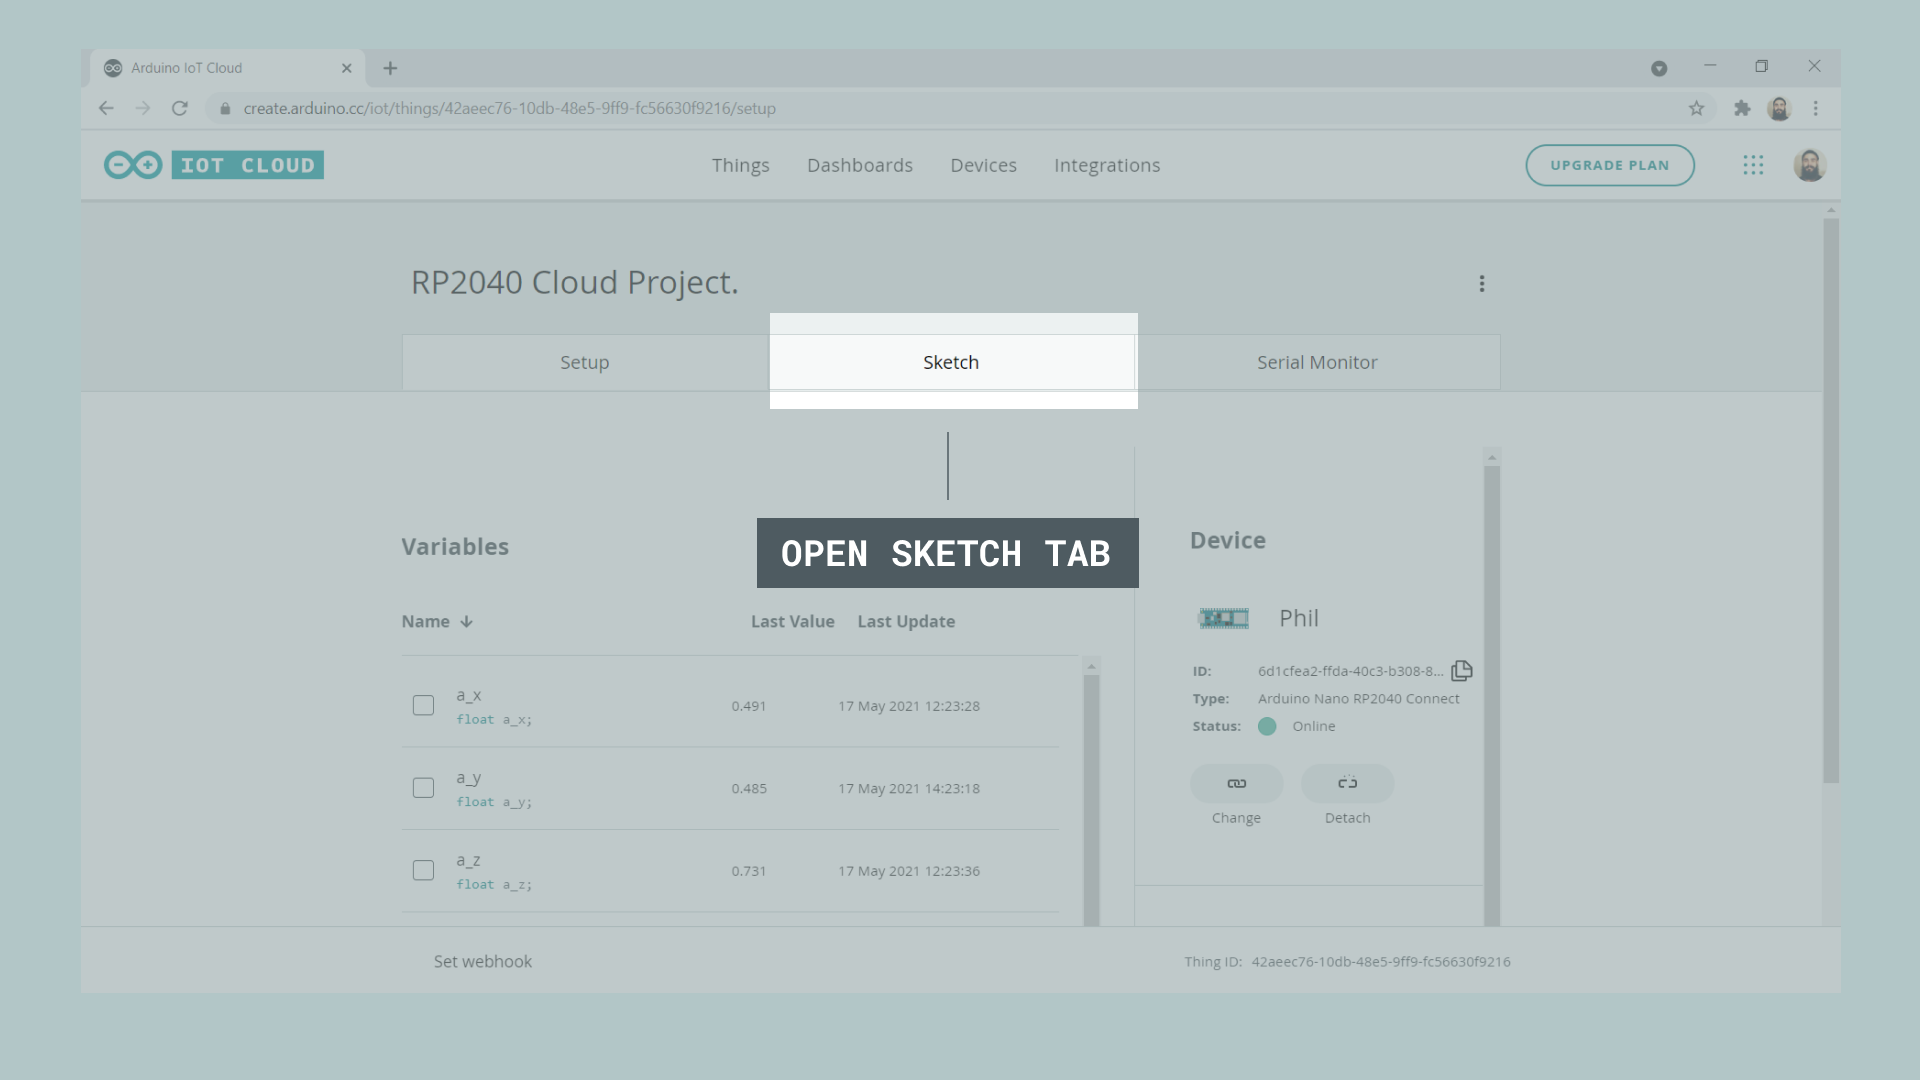 Arduino IoT Cloud
create.arduino.cc/iot/things/42aeec76-10db-48e5-9ff9-fc56630f9216/setup
IOT CLOUD
Things Dashboards Devices Integrations
UPGRADE PLAN
RP2040 Cloud Project.
Setup Sketch Serial Monitor
OPEN SKETCH TAB
Variables
Name Last Value Last Update
a_x
float a_x;
0.491 17 May 2021 12:23:28
a_y
float a_y;
0.485 17 May 2021 14:23:18
a_z
float a_z;
0.731 17 May 2021 12:23:36
Device
Phil
ID: 6d1cfea2-ffda-40c3-b308-8...
Type: Arduino Nano RP2040 Connect
Status: Online
Change Detach
Set webhook
Thing ID: 42aeec76-10db-48e5-9ff9-fc56630f9216